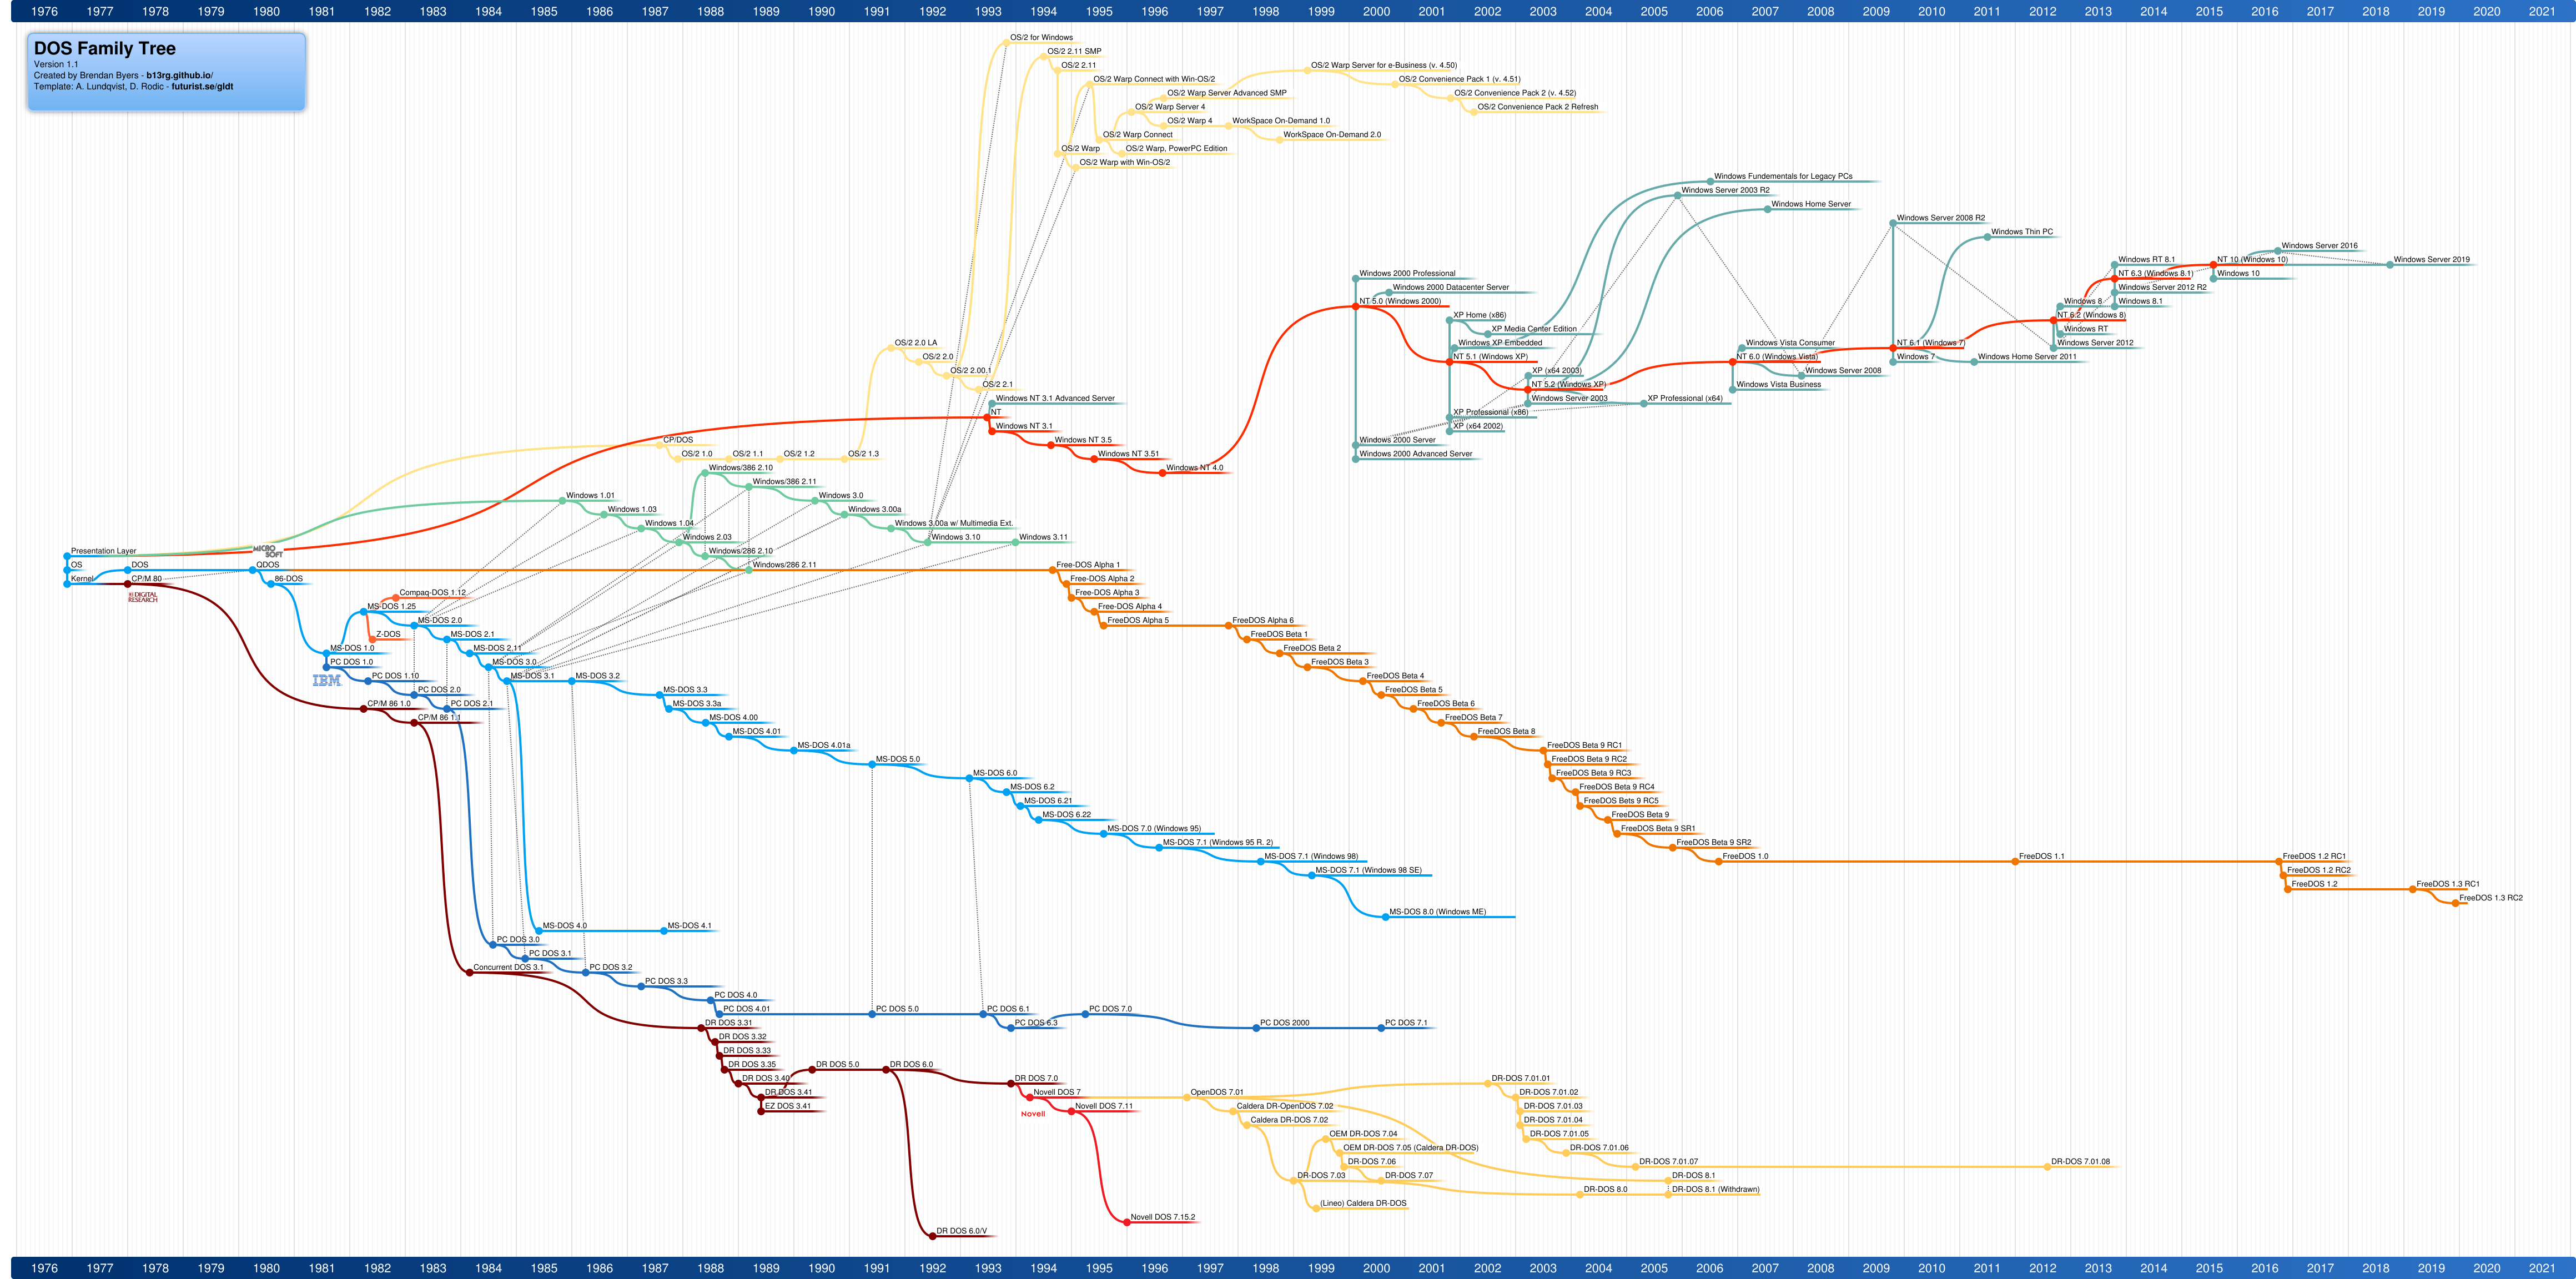 1976 1977 1978 1979 1980 1981 1982 1983 1984 1985 1986 1987 1988 1989 1990 1991 1992 1993 1994 1995 1996 1997 1998 1999 2000 2001 2002 2003 2004 2005 2006 2007 2008 2009 2010 2011 2012 2013 2014 2015 2016 2017 2018 2019 2020 2021
DOS Family Tree
Version 1.1
Created by Brendan Byers - b13rg.github.io/
Template: A. Lundqvist, D. Rodic - futurist.se/gldt
OS/2 for Windows
OS/2 2.11 SMP
OS/2 2.11
OS/2 Warp Server for e-Business (v. 4.50)
OS/2 Warp Connect with Win-OS/2
OS/2 Convenience Pack 1 (v. 4.51)
OS/2 Warp Server Advanced SMP
OS/2 Convenience Pack 2 (v. 4.52)
OS/2 Warp Server 4
OS/2 Convenience Pack 2 Refresh
OS/2 Warp 4
WorkSpace On-Demand 1.0
OS/2 Warp Connect
WorkSpace On-Demand 2.0
OS/2 Warp
OS/2 Warp, PowerPC Edition
OS/2 Warp with Win-OS/2
Windows Fundementals for Legacy PCs
Windows Server 2003 R2
Windows Home Server
Windows Server 2008 R2
Windows Thin PC
Windows Server 2016
Windows RT 8.1
NT 10 (Windows 10)
Windows Server 2019
Windows 2000 Professional
NT 6.3 (Windows 8.1)
Windows 10
Windows 2000 Datacenter Server
Windows Server 2012 R2
NT 5.0 (Windows 2000)
Windows 8
Windows 8.1
XP Home (x86)
NT 6.2 (Windows 8)
XP Media Center Edition
Windows RT
OS/2 2.0 LA
Windows XP Embedded
Windows Vista Consumer
NT 6.1 (Windows 7)
Windows Server 2012
OS/2 2.0
NT 5.1 (Windows XP)
NT 6.0 (Windows Vista)
Windows 7
Windows Home Server 2011
OS/2 2.00.1
XP (x64 2003)
Windows Server 2008
OS/2 2.1
NT 5.2 (Windows XP)
Windows Vista Business
Windows NT 3.1 Advanced Server
Windows Server 2003
XP Professional (x64)
NT
XP Professional (x86)
Windows NT 3.1
XP (x64 2002)
CP/DOS
Windows NT 3.5
Windows 2000 Server
OS/2 1.0
OS/2 1.1
OS/2 1.2
OS/2 1.3
Windows NT 3.51
Windows 2000 Advanced Server
Windows/386 2.10
Windows NT 4.0
Windows/386 2.11
Windows 1.01
Windows 3.0
Windows 1.03
Windows 3.00a
Windows 1.04
Windows 3.00a w/ Multimedia Ext.
Windows 2.03
Windows 3.10
Windows 3.11
Presentation Layer
MICRO
SOFT
Windows/286 2.10
OS
DOS
QDOS
Windows/286 2.11
Free-DOS Alpha 1
Kernel
CP/M 80
86-DOS
Free-DOS Alpha 2
DIGITAL
RESEARCH
Compaq-DOS 1.12
Free-DOS Alpha 3
MS-DOS 1.25
Free-DOS Alpha 4
MS-DOS 2.0
FreeDOS Alpha 5
FreeDOS Alpha 6
Z-DOS
MS-DOS 2.1
FreeDOS Beta 1
MS-DOS 1.0
MS-DOS 2.11
FreeDOS Beta 2
PC DOS 1.0
MS-DOS 3.0
FreeDOS Beta 3
IBM
PC DOS 1.10
MS-DOS 3.1
MS-DOS 3.2
FreeDOS Beta 4
PC DOS 2.0
MS-DOS 3.3
FreeDOS Beta 5
CP/M 86 1.0
PC DOS 2.1
MS-DOS 3.3a
FreeDOS Beta 6
CP/M 86 1.1
MS-DOS 4.00
FreeDOS Beta 7
MS-DOS 4.01
FreeDOS Beta 8
MS-DOS 4.01a
FreeDOS Beta 9 RC1
MS-DOS 5.0
FreeDOS Beta 9 RC2
MS-DOS 6.0
FreeDOS Beta 9 RC3
MS-DOS 6.2
FreeDOS Beta 9 RC4
MS-DOS 6.21
FreeDOS Bets 9 RC5
MS-DOS 6.22
FreeDOS Beta 9
MS-DOS 7.0 (Windows 95)
FreeDOS Beta 9 SR1
MS-DOS 7.1 (Windows 95 R. 2)
FreeDOS Beta 9 SR2
MS-DOS 7.1 (Windows 98)
FreeDOS 1.0
FreeDOS 1.1
FreeDOS 1.2 RC1
MS-DOS 7.1 (Windows 98 SE)
FreeDOS 1.2 RC2
FreeDOS 1.2
FreeDOS 1.3 RC1
FreeDOS 1.3 RC2
MS-DOS 8.0 (Windows ME)
MS-DOS 4.0
MS-DOS 4.1
PC DOS 3.0
PC DOS 3.1
Concurrent DOS 3.1
PC DOS 3.2
PC DOS 3.3
PC DOS 4.0
PC DOS 4.01
PC DOS 5.0
PC DOS 6.1
PC DOS 7.0
DR DOS 3.31
PC DOS 6.3
PC DOS 2000
PC DOS 7.1
DR DOS 3.32
DR DOS 3.33
DR DOS 3.35
DR DOS 5.0
DR DOS 6.0
DR DOS 3.40
DR DOS 7.0
DR-DOS 7.01.01
DR DOS 3.41
Novell DOS 7
OpenDOS 7.01
DR-DOS 7.01.02
EZ DOS 3.41
Novell
Novell DOS 7.11
Caldera DR-OpenDOS 7.02
DR-DOS 7.01.03
Caldera DR-DOS 7.02
DR-DOS 7.01.04
OEM DR-DOS 7.04
DR-DOS 7.01.05
OEM DR-DOS 7.05 (Caldera DR-DOS)
DR-DOS 7.01.06
DR-DOS 7.06
DR-DOS 7.01.07
DR-DOS 7.01.08
DR-DOS 7.03
DR-DOS 7.07
DR-DOS 8.1
DR-DOS 8.0
DR-DOS 8.1 (Withdrawn)
(Lineo) Caldera DR-DOS
Novell DOS 7.15.2
DR DOS 6.0/V
1976 1977 1978 1979 1980 1981 1982 1983 1984 1985 1986 1987 1988 1989 1990 1991 1992 1993 1994 1995 1996 1997 1998 1999 2000 2001 2002 2003 2004 2005 2006 2007 2008 2009 2010 2011 2012 2013 2014 2015 2016 2017 2018 2019 2020 2021